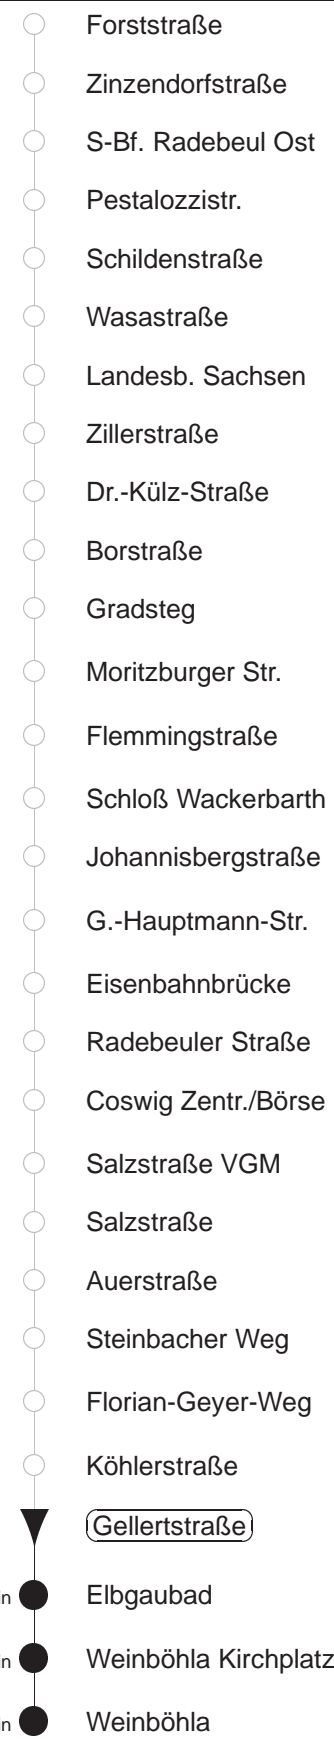 Forststraße
Zinzendorfstraße
S-Bf. Radebeul Ost
Pestalozzistr.
Schildenstraße
Wasastraße
Landesb. Sachsen
Zillerstraße
Dr.-Külz-Straße
Borstraße
Gradsteg
Moritzburger Str.
Flemmingstraße
Schloß Wackerbarth
Johannisbergstraße
G.-Hauptmann-Str.
Eisenbahnbrücke
Radebeuler Straße
Coswig Zentr./Börse
Salzstraße VGM
Salzstraße
Auerstraße
Steinbacher Weg
Florian-Geyer-Weg
Köhlerstraße
Gellertstraße
Elbgaubad
Weinböhla Kirchplatz
Weinböhla